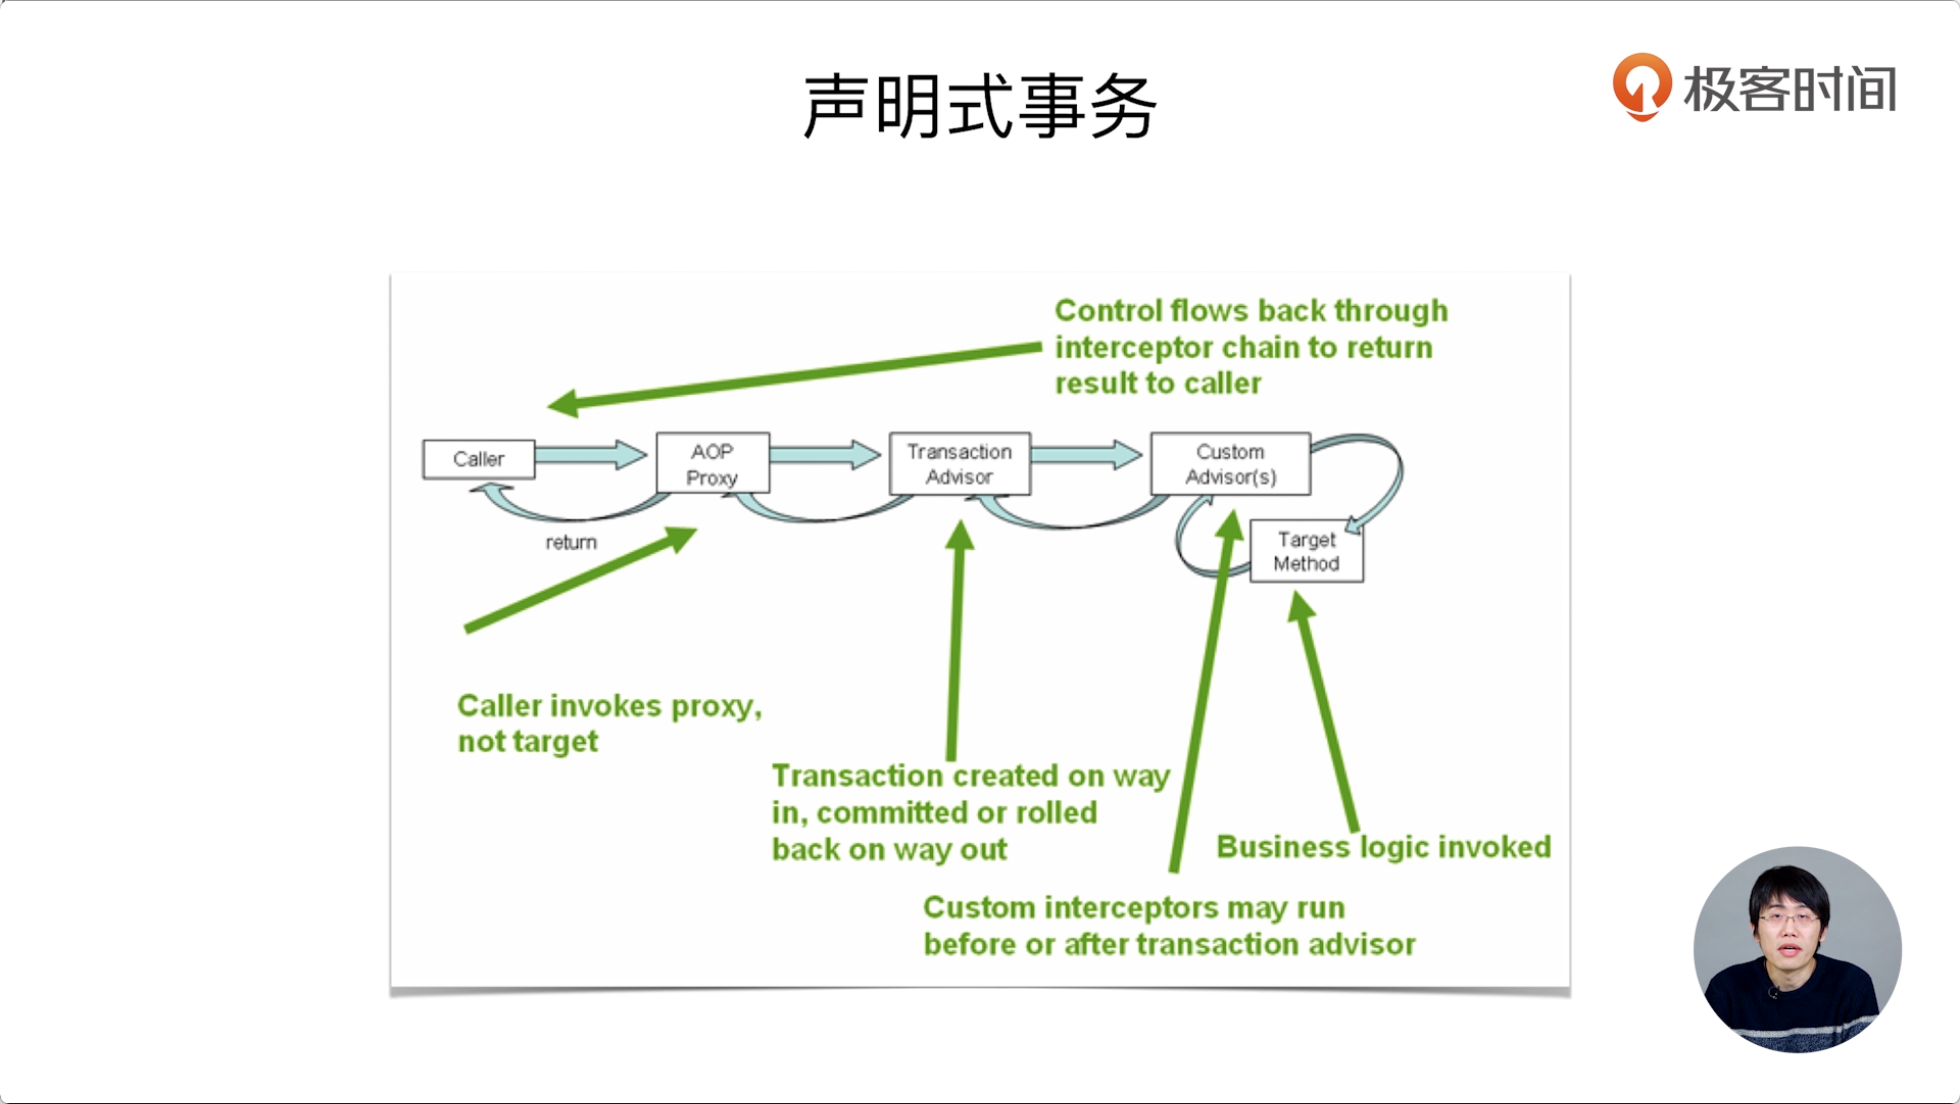 声明式事务
极客时间
Control flows back through
interceptor chain to return
result to caller
Caller
AOP
Proxy
Transaction
Advisor
Custom
Advisor(s)
return
Target
Method
Caller invokes proxy,
not target
Transaction created on way
in, committed or rolled
back on way out
Business logic invoked
Custom interceptors may run
before or after transaction advisor